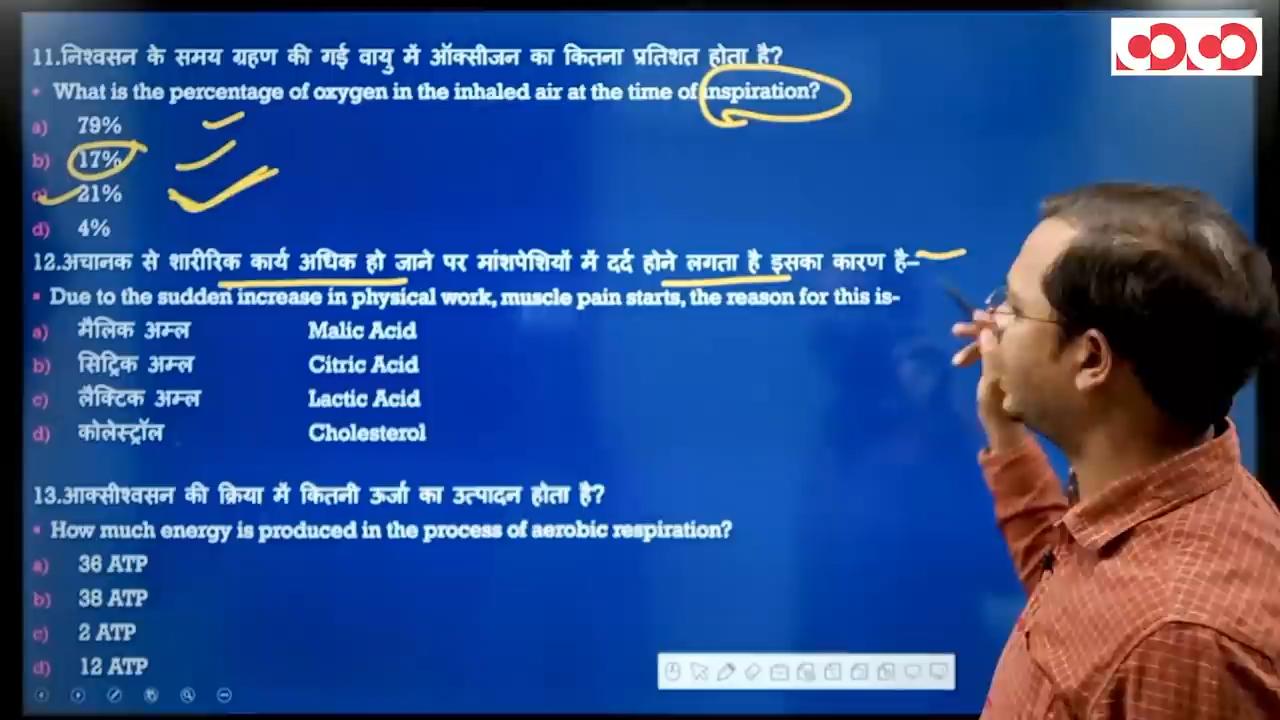 11.निश्वसन के समय ग्रहण की गई वायु में ऑक्सीजन का कितना प्रतिशत होता है?
• What is the percentage of oxygen in the inhaled air at the time of inspiration?
a) 79%
b) 17%
c) 21%
d) 4%
12.अचानक से शारीरिक कार्य अधिक हो जाने पर मांशपेशियों में दर्द होने लगता है इसका कारण है–
• Due to the sudden increase in physical work, muscle pain starts, the reason for this is-
a) मैलिक अम्ल Malic Acid
b) सिट्रिक अम्ल Citric Acid
c) लैक्टिक अम्ल Lactic Acid
d) कोलेस्ट्रॉल Cholesterol
13.आक्सीश्वसन की क्रिया में कितनी ऊर्जा का उत्पादन होता है?
• How much energy is produced in the process of aerobic respiration?
a) 36 ATP
b) 38 ATP
c) 2 ATP
d) 12 ATP